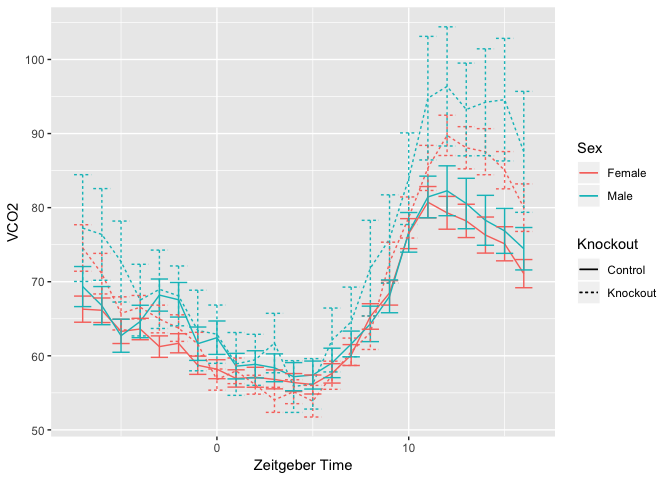 100
90
80
70
60
50
VCO2
0
10
Zeitgeber Time
Sex
Female
Male
Knockout
Control
Knockout